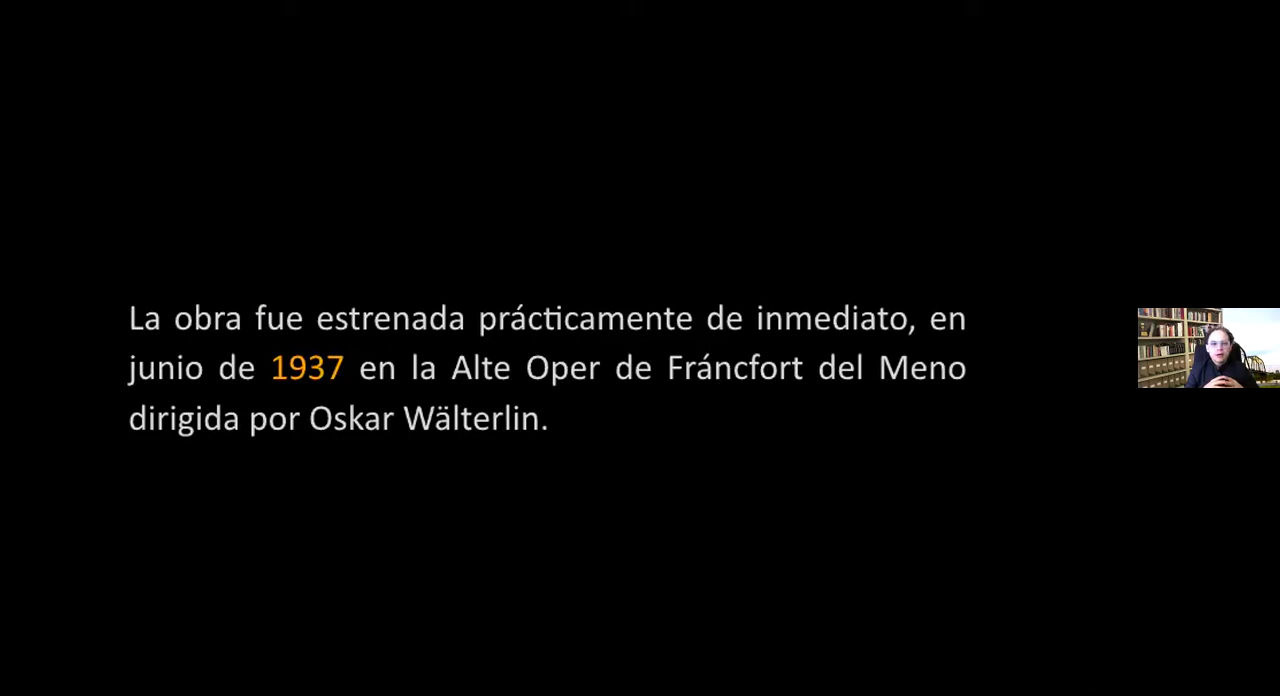 La obra fue estrenada prácticamente de inmediato, en
junio de 1937 en la Alte Oper de Fráncfort del Meno
dirigida por Oskar Wälterlin.